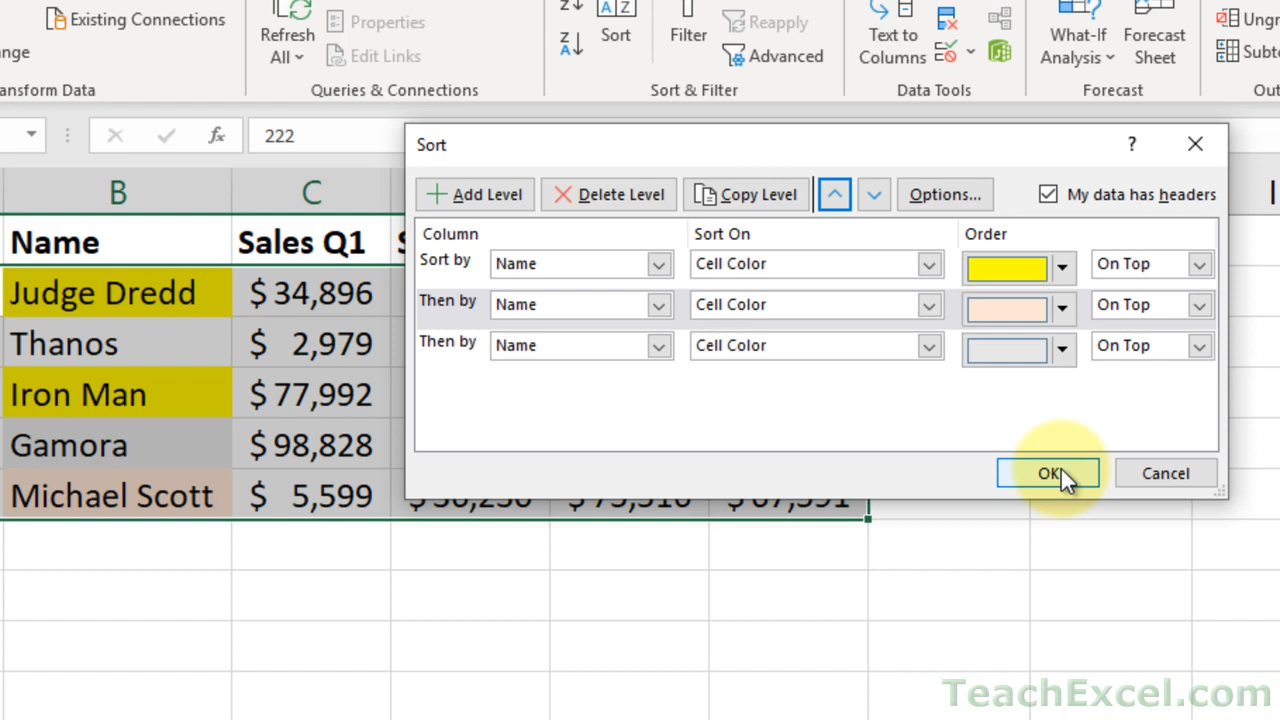 Existing Connections
nge
ansform Data
Refresh
All
Properties
Edit Links
Queries & Connections
Sort
Filter
Reapply
Advanced
Sort & Filter
Text to
Columns
Data Tools
What-If
Analysis
Forecast
Sheet
Forecast
Ungr
Subto
Out
fx
222
Sort
?
Add Level
Delete Level
Copy Level
Options...
My data has headers
Column
Sort On
Order
Sort by
Name
Cell Color
On Top
Then by
Name
Cell Color
On Top
Then by
Name
Cell Color
On Top
OK
Cancel
B
C
Name
Sales Q1
Judge Dredd
$ 34,896
Thanos
$ 2,979
Iron Man
$ 77,992
Gamora
$ 98,828
Michael Scott
$ 5,599
TeachExcel.com